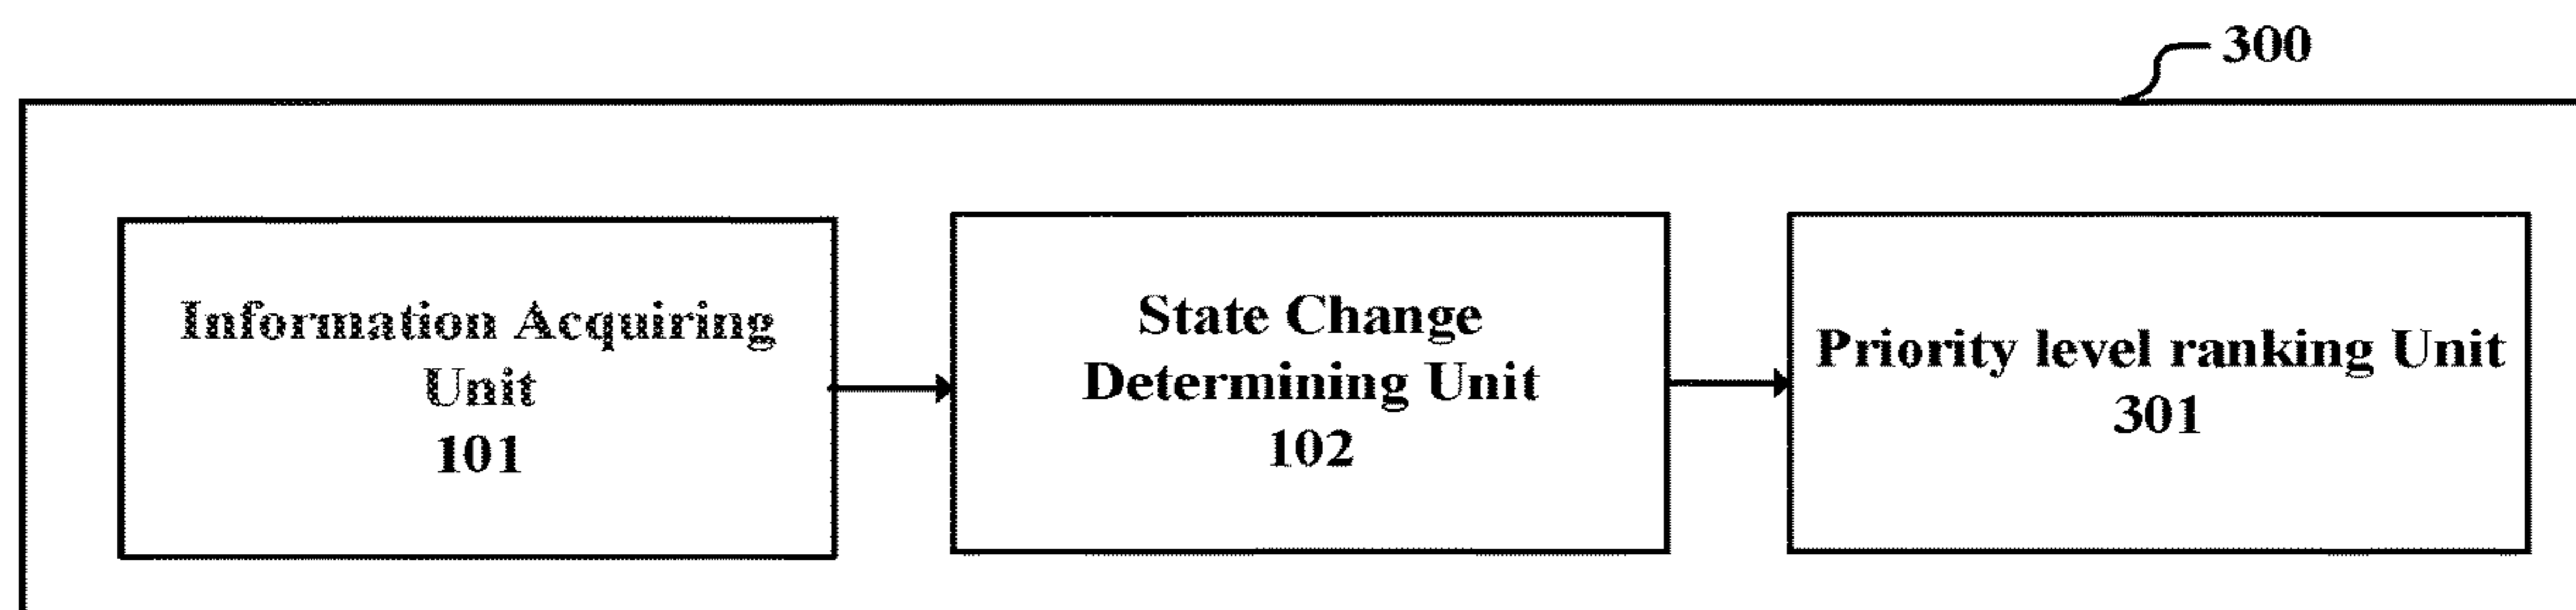 300
Information Acquiring
Unit
101
State Change
Determining Unit
102
Priority level ranking Unit
301